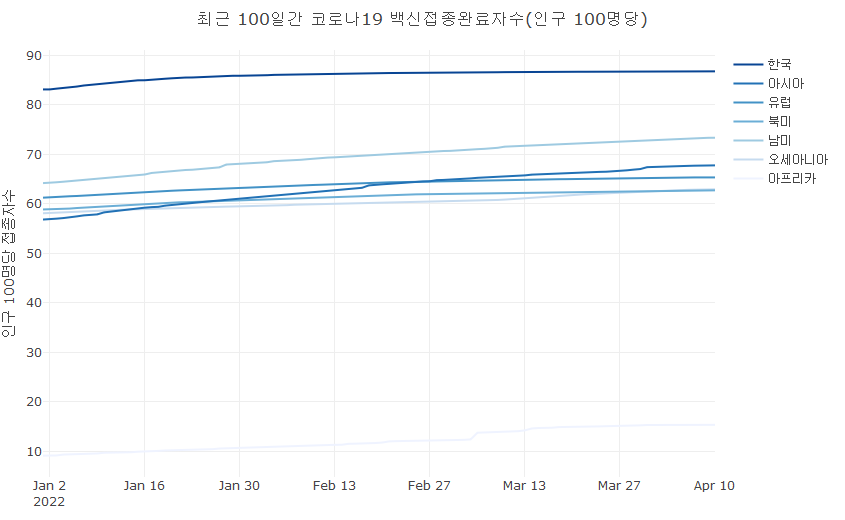 최근 100일간 코로나19 백신접종완료자수(인구 100명당)
90
80
70
60
50
40
30
20
10
인구 100명당 접종자수
Jan 2
2022
Jan 16
Jan 30
Feb 13
Feb 27
Mar 13
Mar 27
Apr 10
한국
아시아
유럽
북미
남미
오세아니아
아프리카